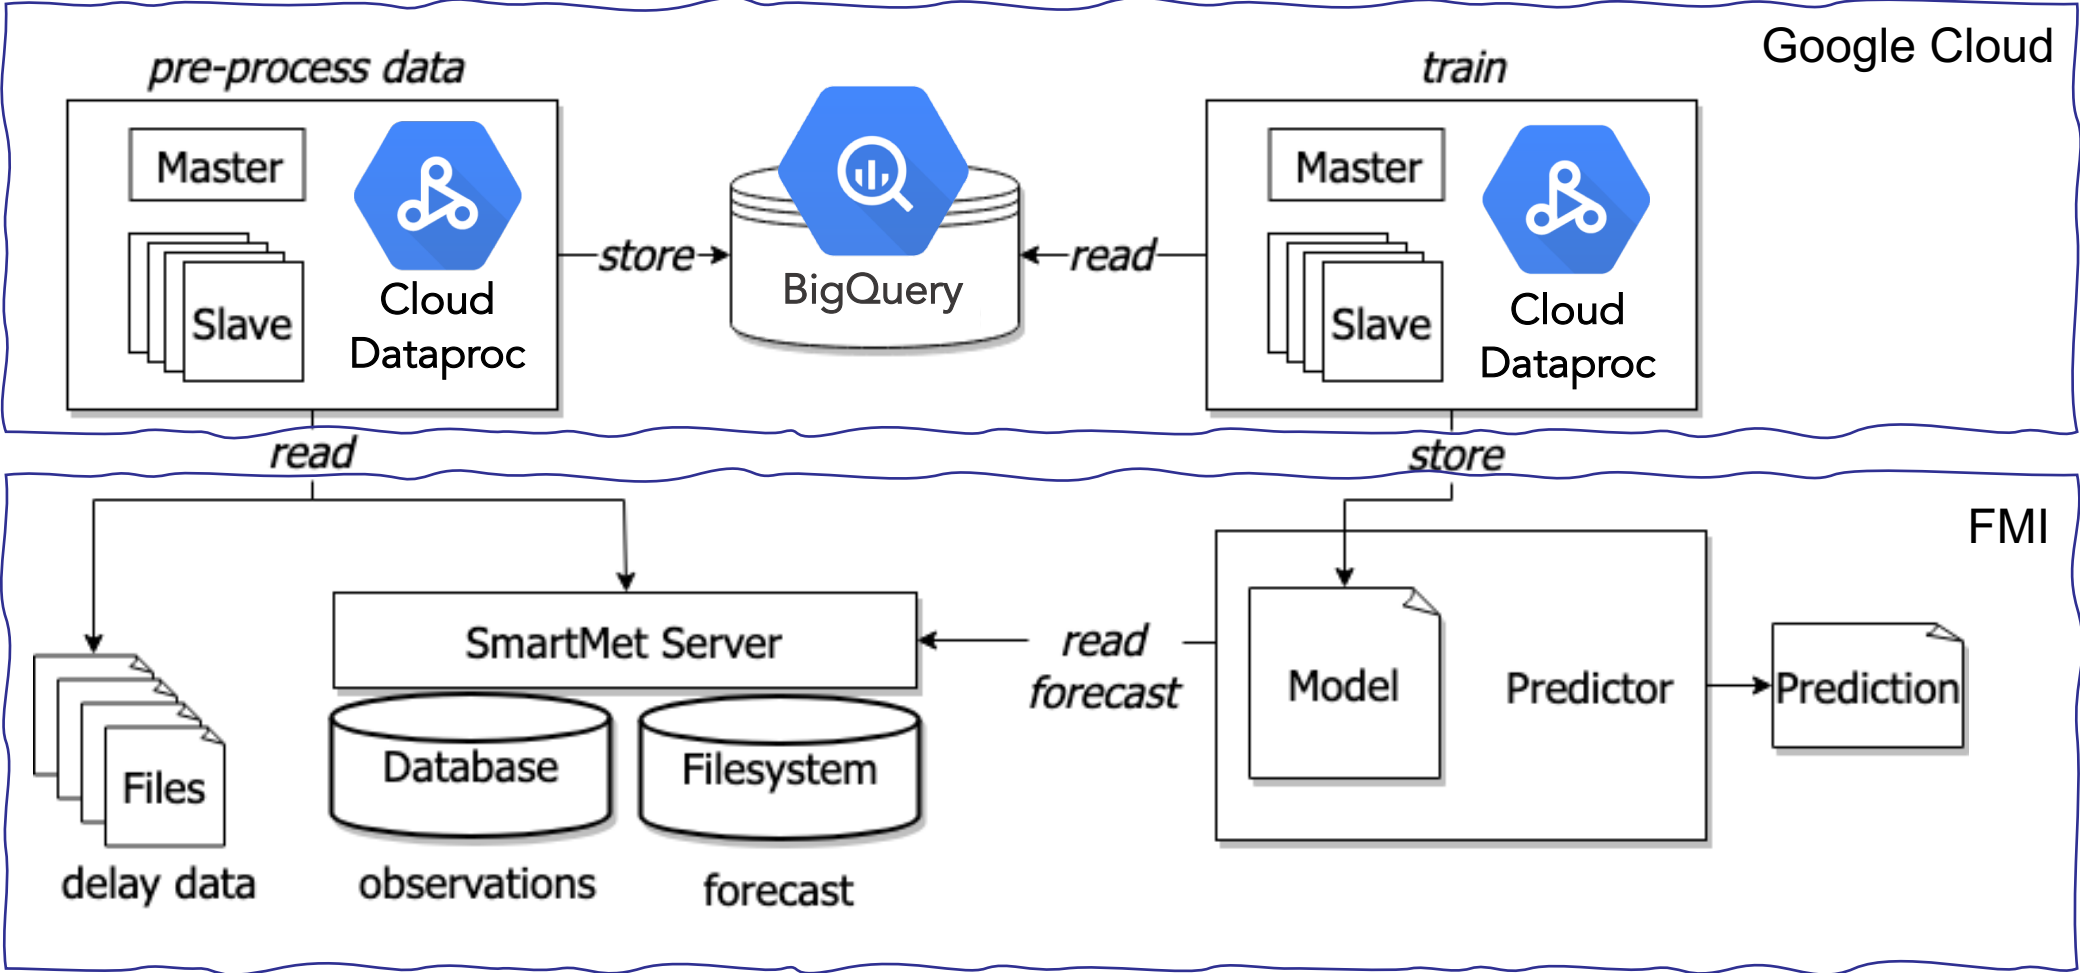 Google Cloud
pre-process data
train
Master
Cloud
Dataproc
Slave
store
BigQuery
read
Master
Slave
Cloud
Dataproc
read
store
FMI
SmartMet Server
read
forecast
Model
Predictor
Prediction
Files
Database
Filesystem
delay data
observations
forecast